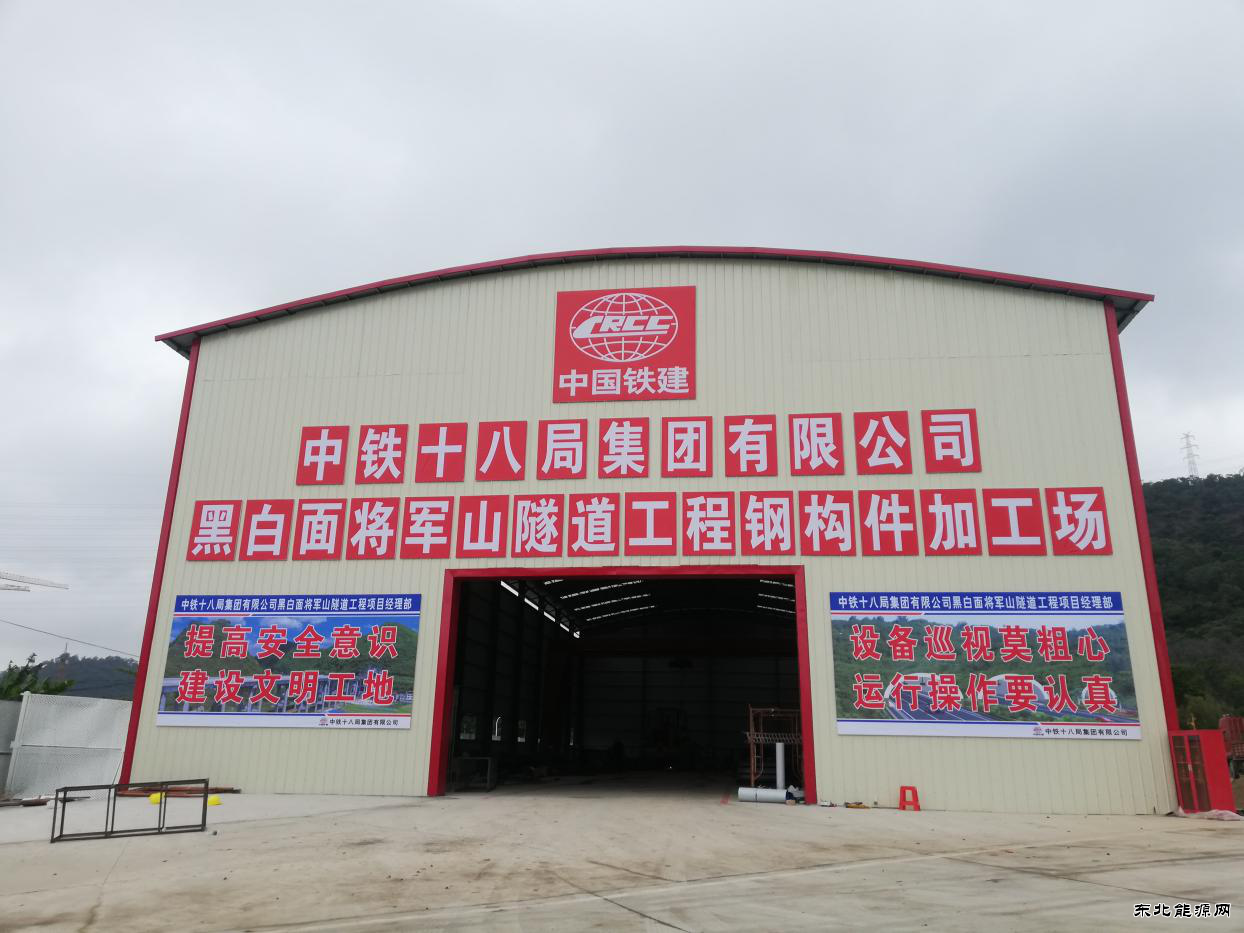 CRCC
中国铁建
中铁十八局集团有限公司
黑白面将军山隧道工程钢构件加工场
中铁十八局集团有限公司黑白面将军山隧道工程项目经理部
提高安全意识
建设文明工地
中铁十八局集团有限公司
中铁十八局集团有限公司黑白面将军山隧道工程项目经理部
设备巡视莫粗心
运行操作要认真
中铁十八局集团有限公司
东北能源网